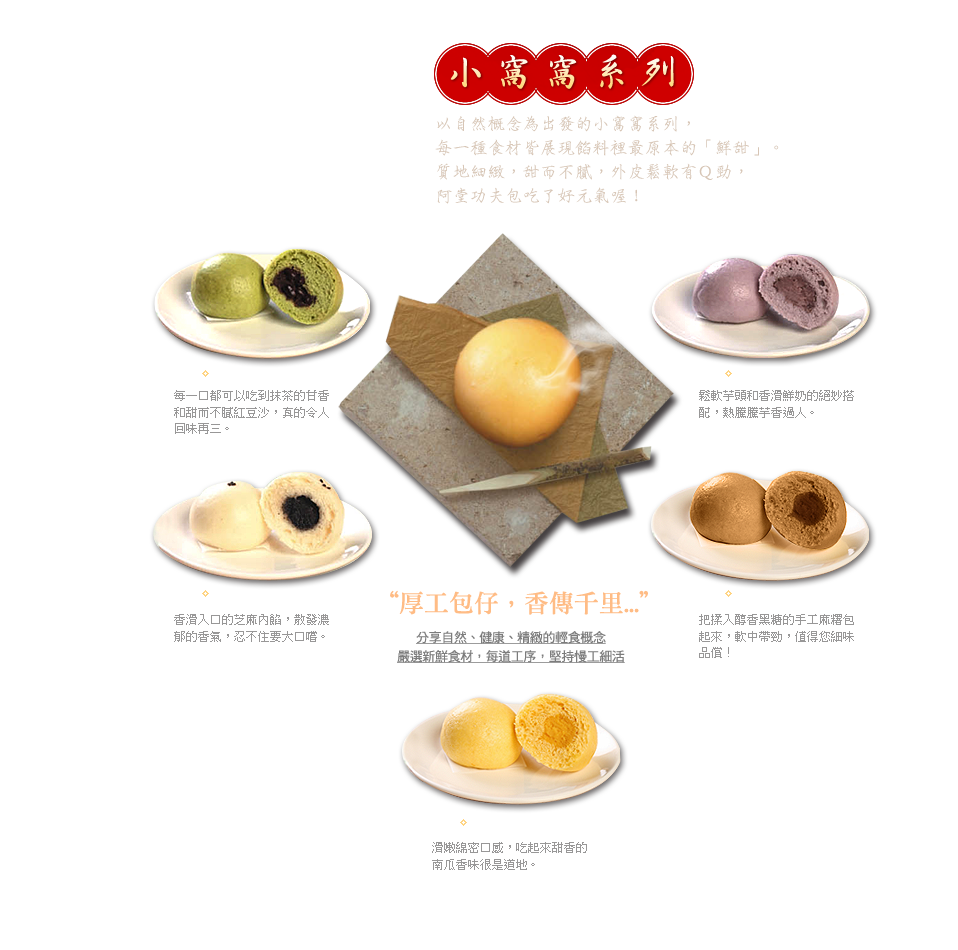 小窩窩系列
以自然概念為出發的小窩窩系列，
每一種食材皆展現餡料裡最原本的「鮮甜」。
質地細緻，甜而不膩，外皮鬆軟有Q勁，
阿堂功夫包吃了好元氣喔！
每一口都可以吃到抹茶的甘香
和甜而不膩紅豆沙，真的令人
回味再三。
鬆軟芋頭和香滑鮮奶的絕妙搭
配，熱騰騰芋香過人。
香滑入口的芝麻內餡，散發濃
郁的香氣，忍不住要大口嚐。
把揉入醇香黑糖的手工麻糬包
起來，軟中帶勁，值得您細味
品償！
“厚工包仔，香傳千里...”
分享自然、健康、精緻的輕食概念
嚴選新鮮食材，每道工序，堅持慢工細活
滑嫩綿密口感，吃起來甜香的
南瓜香味很是道地。